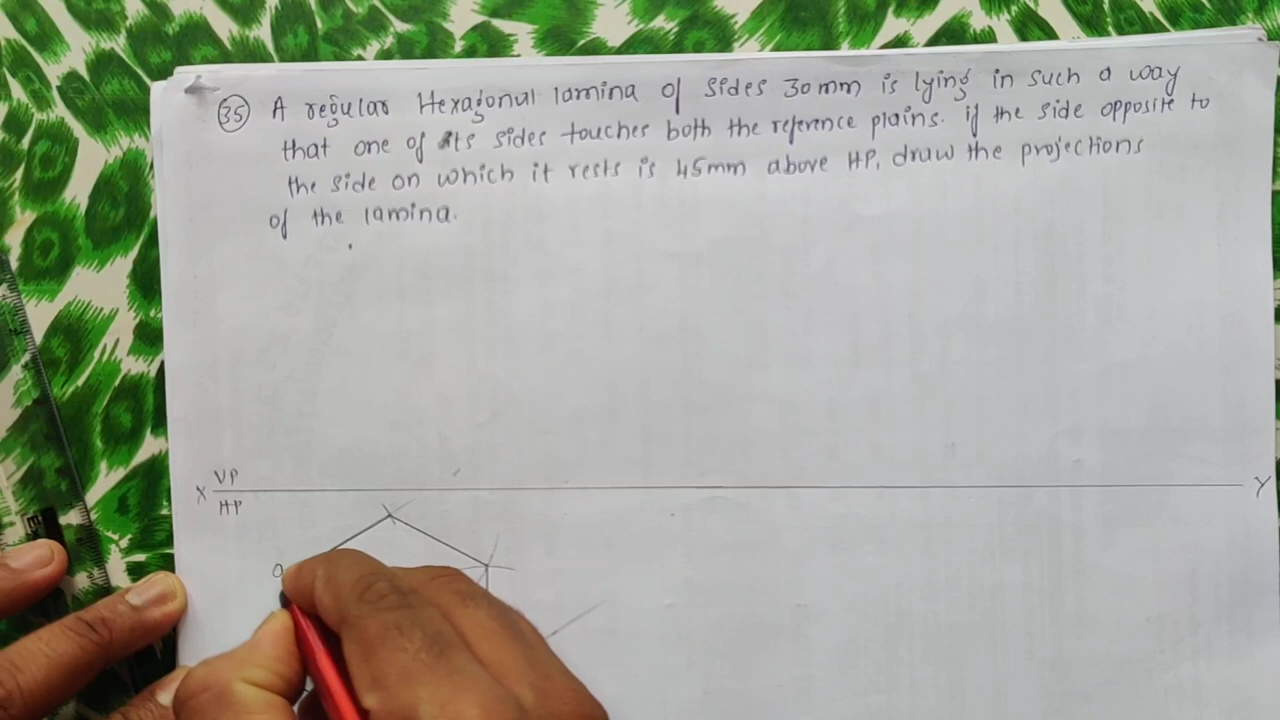 35 A regular Hexagonal lamina of sides 30mm is lying in such a way
that one of its sides touches both the reference plains. if the side opposite to
the side on which it rests is 45mm above HP, draw the projections
of the lamina.
VP
X Y
HP
a